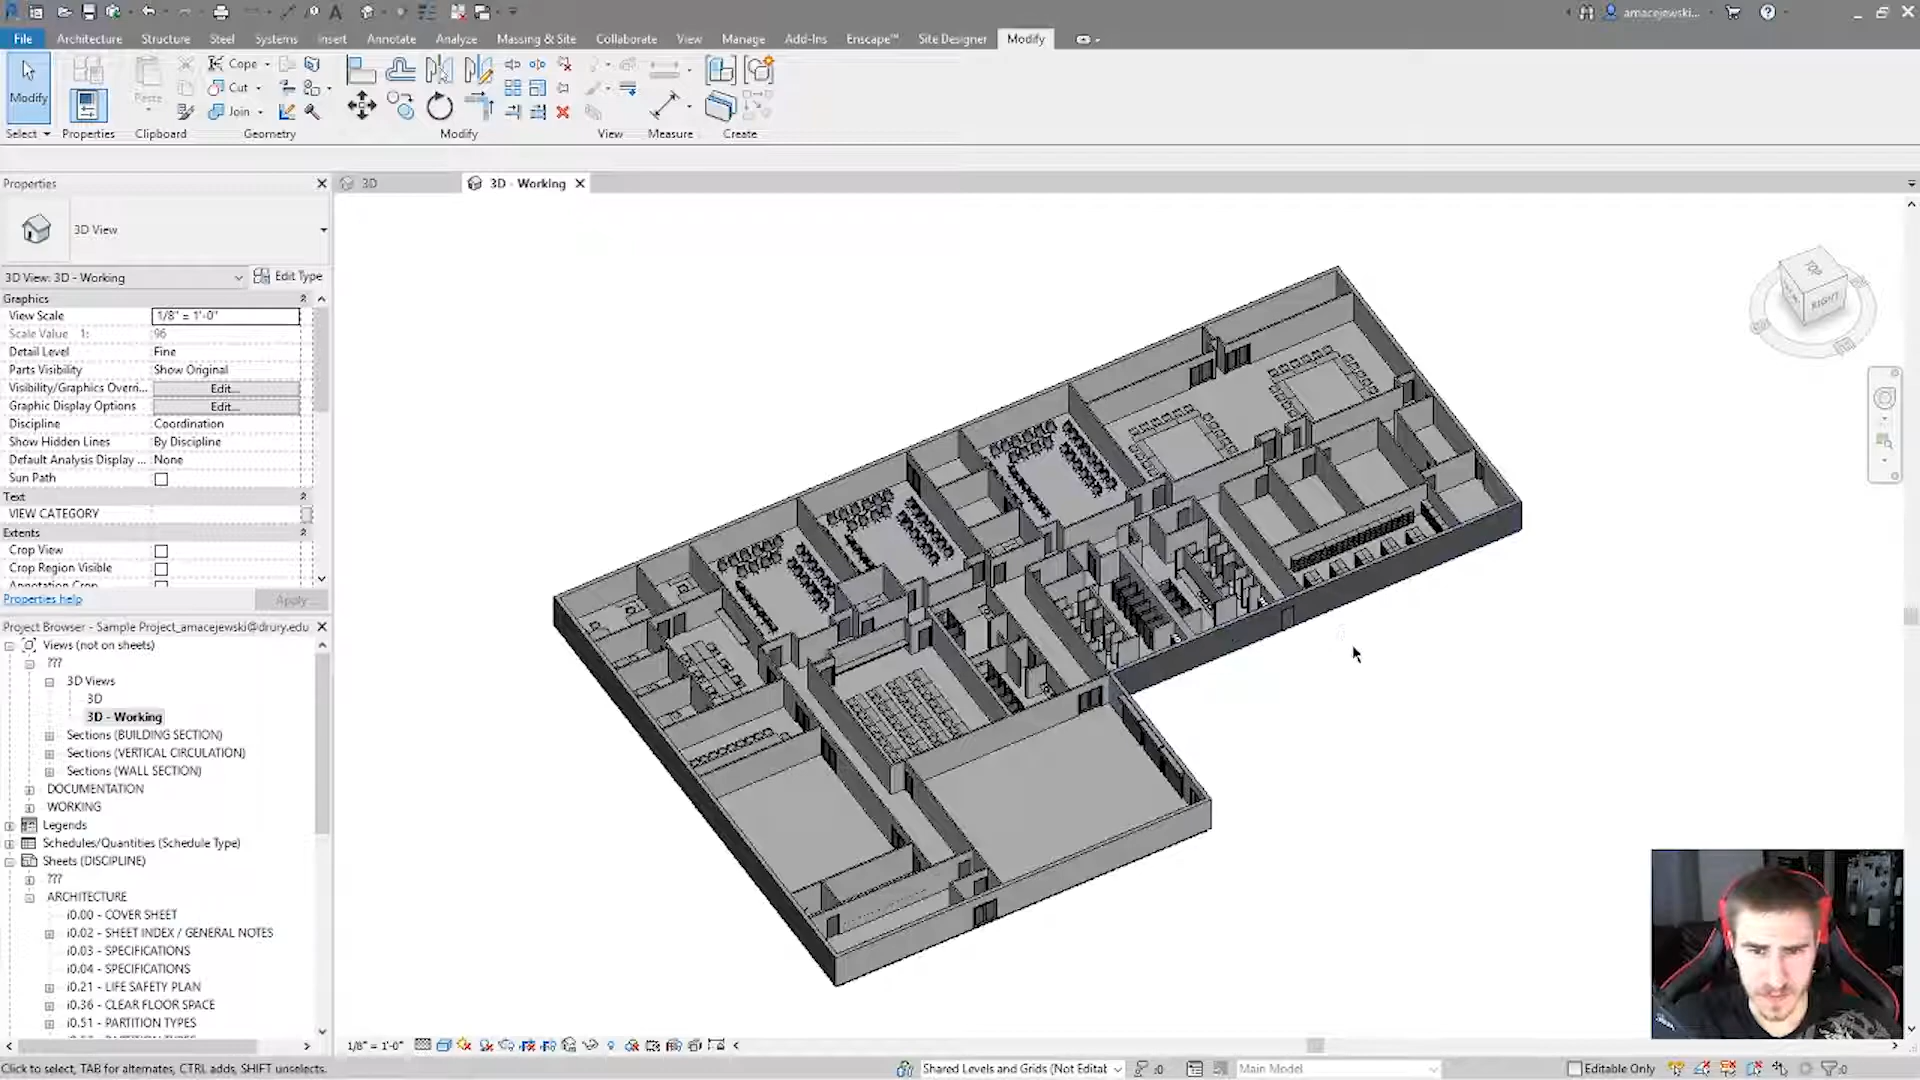 amacejewski...
File Architecture Structure Steel Systems Insert Annotate Analyze Massing & Site Collaborate View Manage Add-Ins Enscape™ Site Designer Modify
Modify
Paste
Cope
Cut
Join
Select Properties Clipboard Geometry Modify View Measure Create
Properties
3D
3D - Working
3D View
TOP
RIGHT
3D View: 3D - Working
Edit Type
Graphics
View Scale 1/8" = 1'-0"
Scale Value 1: 96
Detail Level Fine
Parts Visibility Show Original
Visibility/Graphics Overri... Edit...
Graphic Display Options Edit...
Discipline Coordination
Show Hidden Lines By Discipline
Default Analysis Display ... None
Sun Path
Text
VIEW CATEGORY
Extents
Crop View
Crop Region Visible
Annotation Crop
Properties help
Apply
Project Browser - Sample Project_amacejewski@drury.edu
Views (not on sheets)
???
3D Views
3D
3D - Working
Sections (BUILDING SECTION)
Sections (VERTICAL CIRCULATION)
Sections (WALL SECTION)
DOCUMENTATION
WORKING
Legends
Schedules/Quantities (Schedule Type)
Sheets (DISCIPLINE)
???
ARCHITECTURE
i0.00 - COVER SHEET
i0.02 - SHEET INDEX / GENERAL NOTES
i0.03 - SPECIFICATIONS
i0.04 - SPECIFICATIONS
i0.21 - LIFE SAFETY PLAN
i0.36 - CLEAR FLOOR SPACE
i0.51 - PARTITION TYPES
1/8" = 1'-0"
Click to select, TAB for alternates, CTRL adds, SHIFT unselects.
Shared Levels and Grids (Not Editat
:0
Main Model
Editable Only
:0